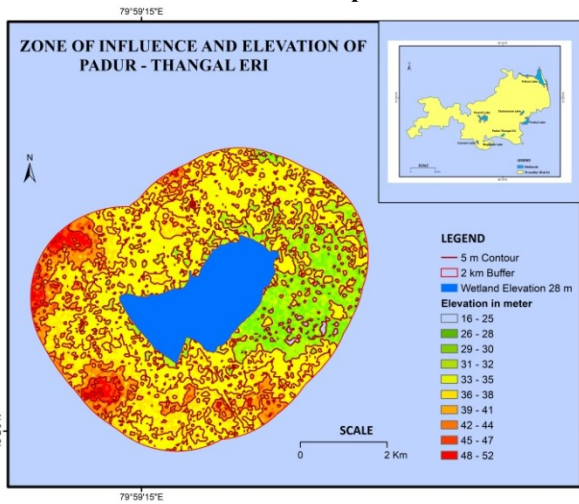 79°59'15"E
ZONE OF INFLUENCE AND ELEVATION OF
PADUR - THANGAL ERI
N
LEGEND
5 m Contour
2 km Buffer
Wetland Elevation 28 m
Elevation in meter
16 - 25
26 - 28
29 - 30
31 - 32
33 - 35
36 - 38
39 - 41
42 - 44
45 - 47
48 - 52
SCALE
0 2 Km
79°59'15"E